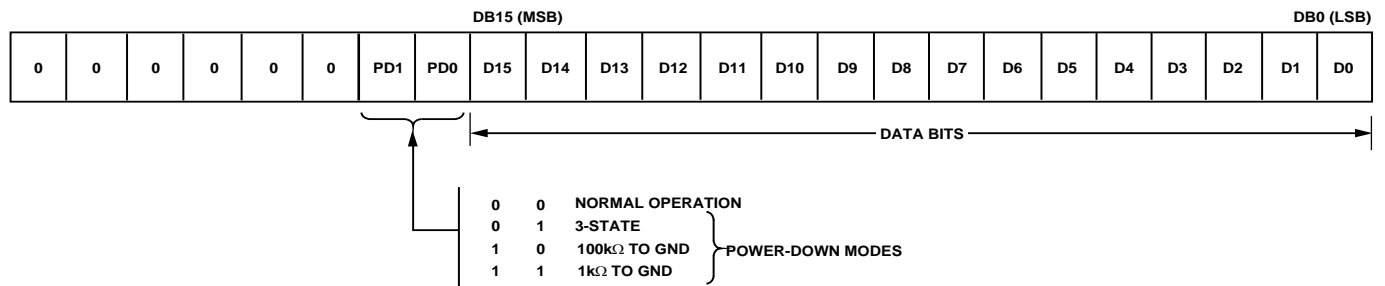 DB15 (MSB) DB0 (LSB)
0 0 0 0 0 0 PD1 PD0 D15 D14 D13 D12 D11 D10 D9 D8 D7 D6 D5 D4 D3 D2 D1 D0
DATA BITS
0 0 NORMAL OPERATION
0 1 3-STATE
1 0 100kΩ TO GND
POWER-DOWN MODES
1 1 1kΩ TO GND